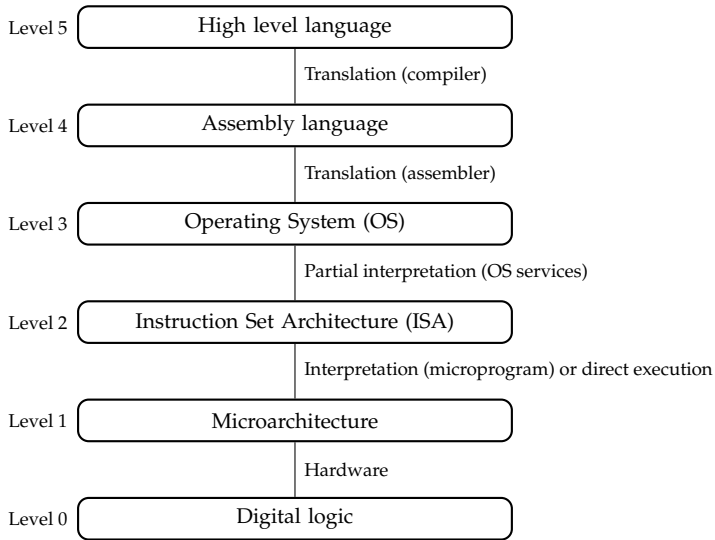 Level 5 High level language
Translation (compiler)
Level 4 Assembly language
Translation (assembler)
Level 3 Operating System (OS)
Partial interpretation (OS services)
Level 2 Instruction Set Architecture (ISA)
Interpretation (microprogram) or direct execution
Level 1 Microarchitecture
Hardware
Level 0 Digital logic